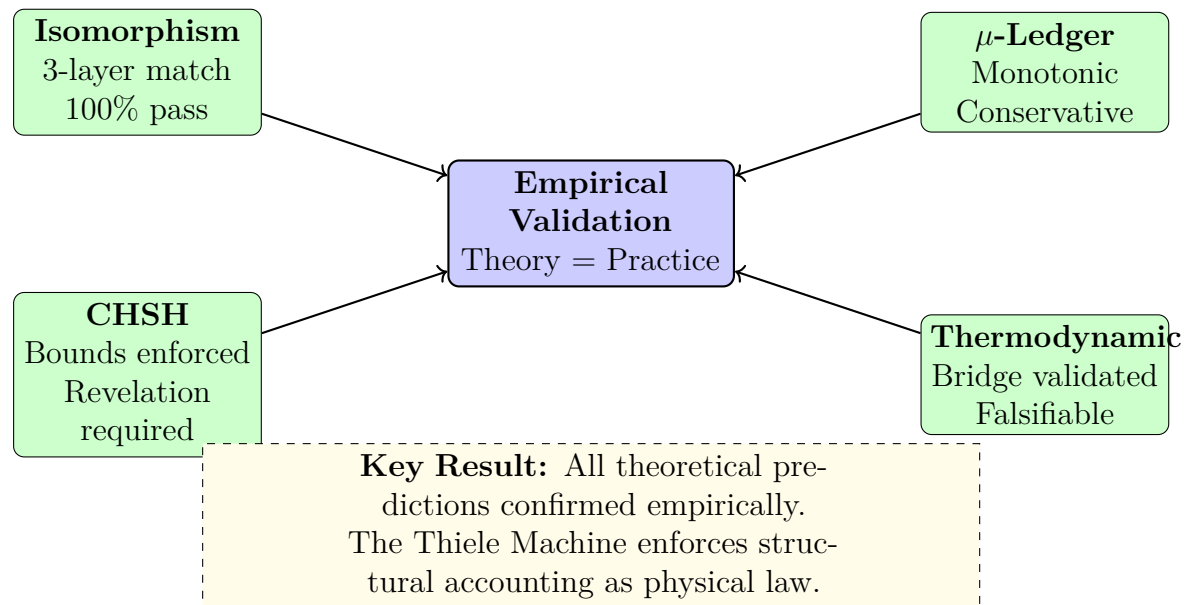 Isomorphism
3-layer match
100% pass
μ-Ledger
Monotonic
Conservative
Empirical
Validation
Theory = Practice
CHSH
Bounds enforced
Revelation
required
Thermodynamic
Bridge validated
Falsifiable
Key Result: All theoretical pre-
dictions confirmed empirically.
The Thiele Machine enforces struc-
tural accounting as physical law.